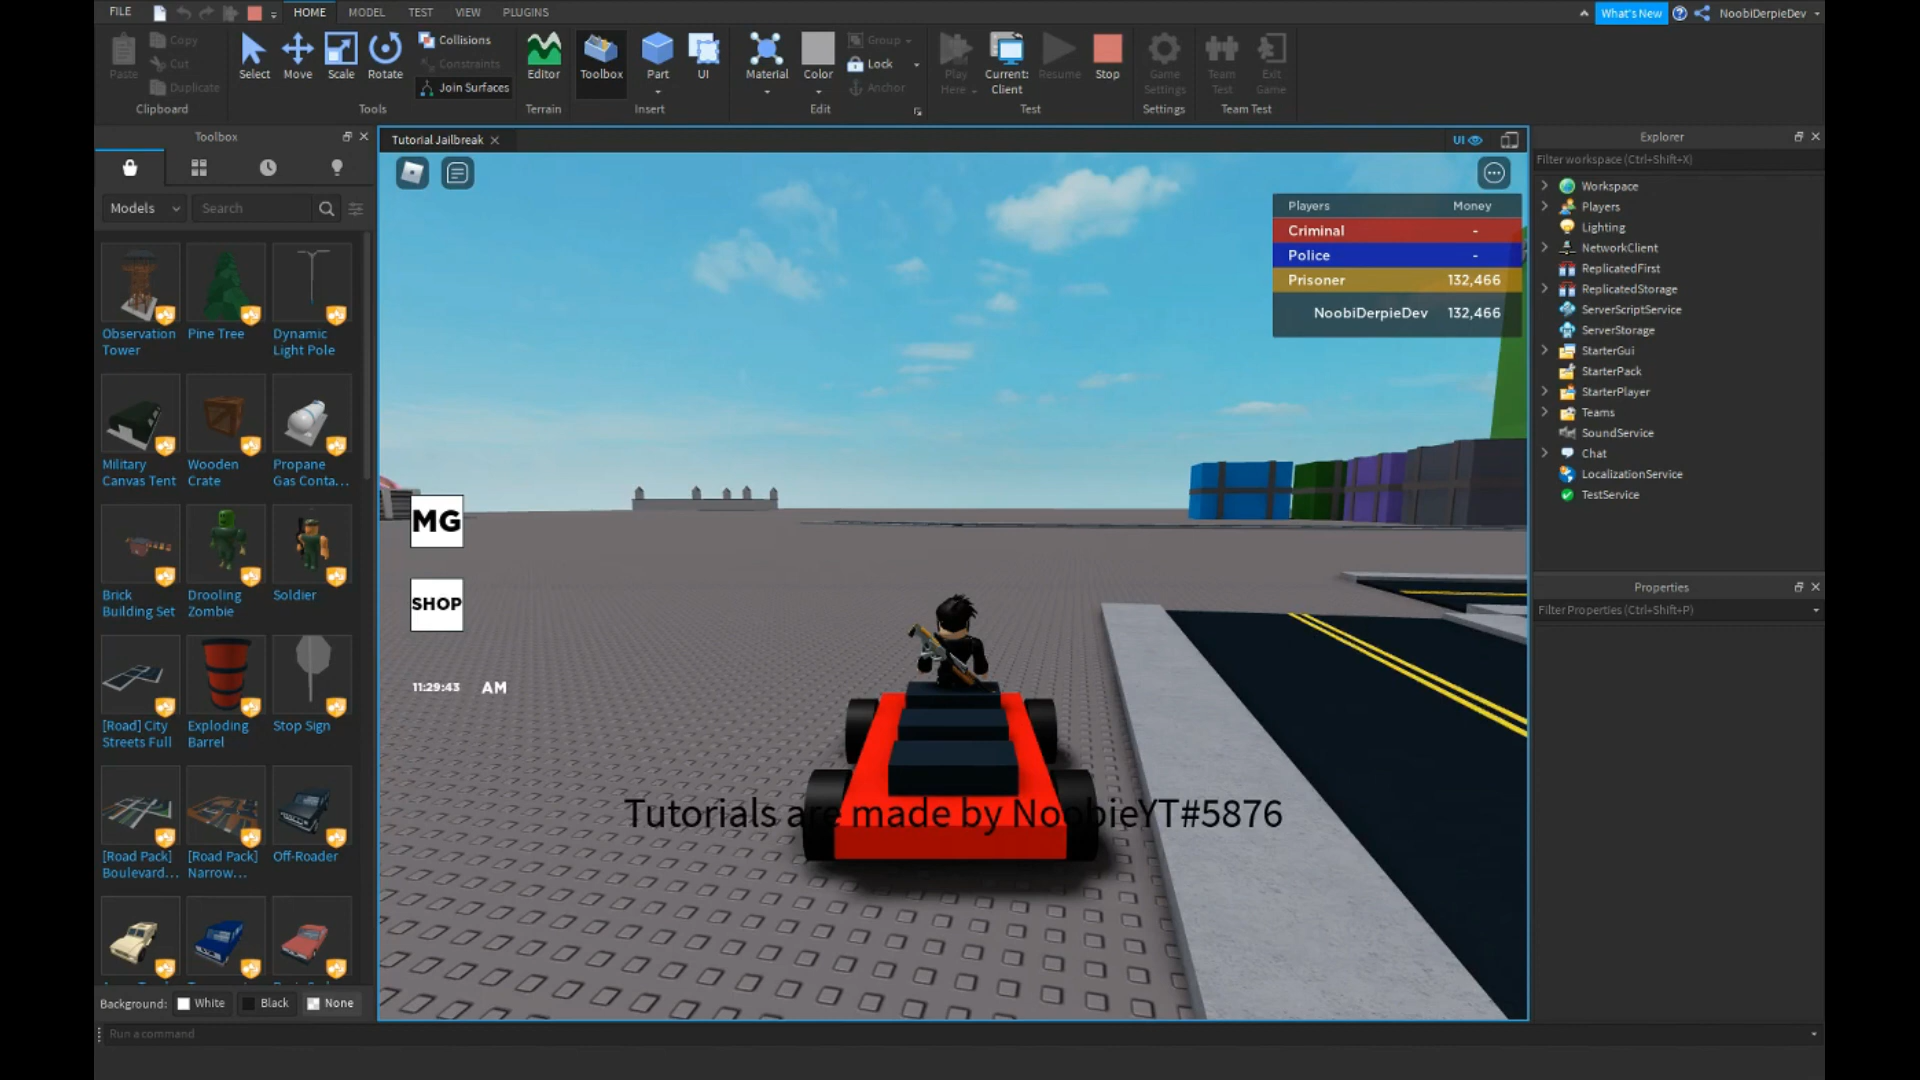 FILE HOME MODEL TEST VIEW PLUGINS What's New NoobiDerpieDev
Paste
Copy
Cut
Duplicate
Clipboard
Select Move Scale Rotate
Collisions
Constraints
Join Surfaces
Tools
Editor
Terrain
Toolbox Part UI
Insert
Material Color
Group
Lock
Anchor
Edit
Play
Here
Current:
Client
Resume Stop
Test
Game
Settings
Settings
Team
Test
Exit
Game
Team Test
Toolbox
Models Search
Observation
Tower
Pine Tree
Dynamic
Light Pole
Military
Canvas Tent
Wooden
Crate
Propane
Gas Conta...
Brick
Building Set
Drooling
Zombie
Soldier
[Road] City
Streets Full
Exploding
Barrel
Stop Sign
[Road Pack]
Boulevard...
[Road Pack]
Narrow...
Off-Roader
Background: White Black None
Run a command
Tutorial Jailbreak
UI
Players Money
Criminal -
Police -
Prisoner 132,466
NoobiDerpieDev 132,466
MG
SHOP
11:29:43 AM
Tutorials are made by NoobieYT#5876
Explorer
Filter workspace (Ctrl+Shift+X)
Workspace
Players
Lighting
NetworkClient
ReplicatedFirst
ReplicatedStorage
ServerScriptService
ServerStorage
StarterGui
StarterPack
StarterPlayer
Teams
SoundService
Chat
LocalizationService
TestService
Properties
Filter Properties (Ctrl+Shift+P)